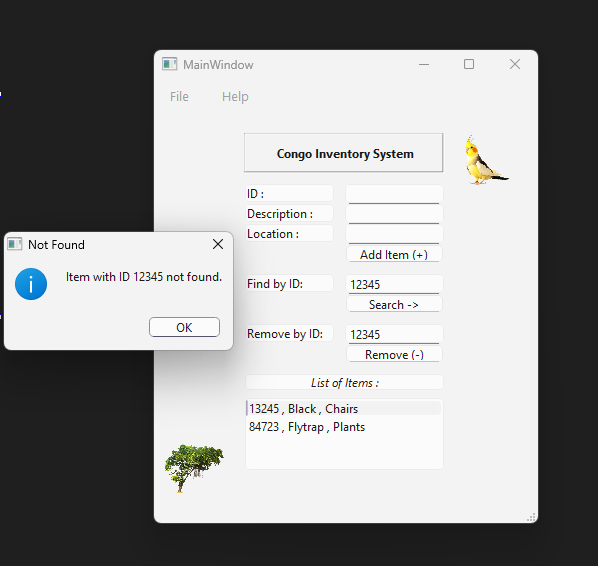 MainWindow
File Help
Congo Inventory System
ID :
Description :
Location :
Add Item (+)
Not Found
Item with ID 12345 not found.
OK
Find by ID: 12345
Search ->
Remove by ID: 12345
Remove (-)
List of Items :
13245 , Black , Chairs
84723 , Flytrap , Plants